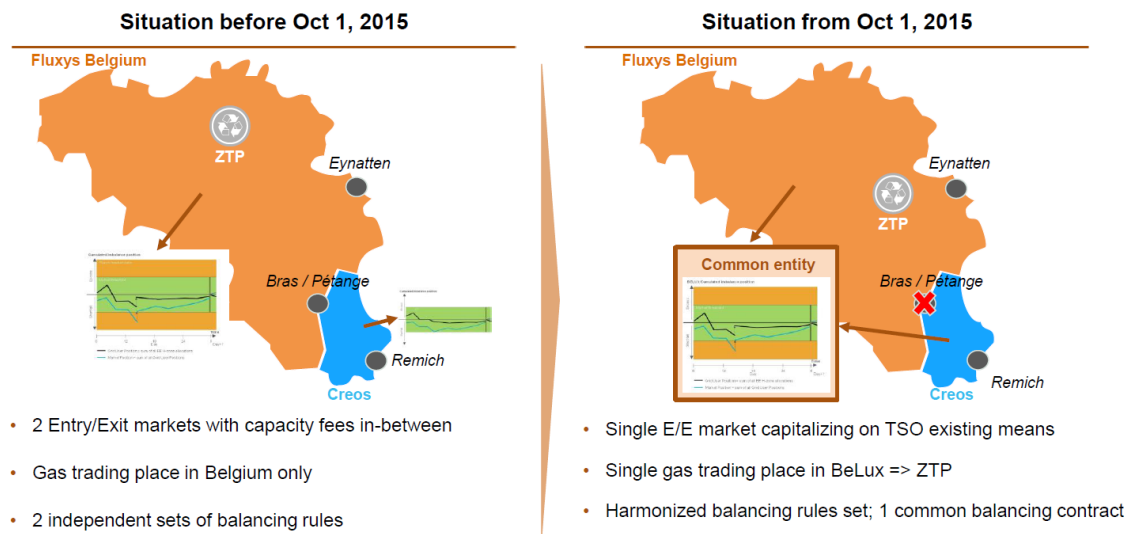 Situation before Oct 1, 2015
Fluxys Belgium
ZTP
Eynatten
Bras / Pétange
Remich
Creos
• 2 Entry/Exit markets with capacity fees in-between
• Gas trading place in Belgium only
• 2 independent sets of balancing rules
Situation from Oct 1, 2015
Fluxys Belgium
Eynatten
ZTP
Common entity
Bras / Pétange
Remich
Creos
• Single E/E market capitalizing on TSO existing means
• Single gas trading place in BeLux => ZTP
• Harmonized balancing rules set; 1 common balancing contract